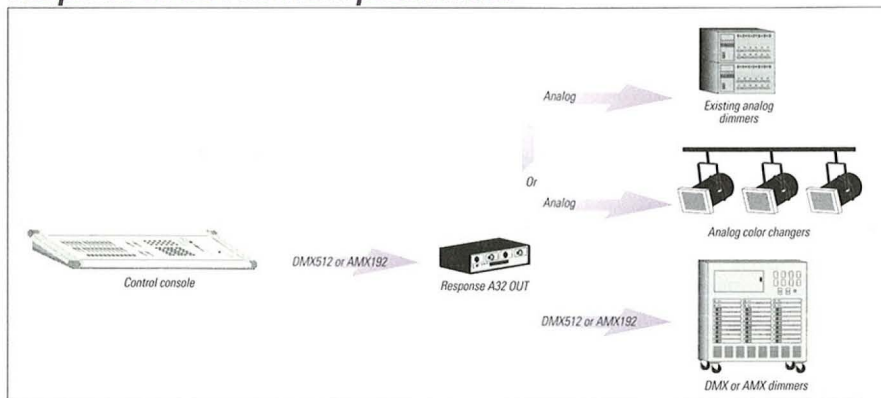 Analog
Existing analog
dimmers
Or
Analog
Analog color changers
DMX512 or AMX192
Control console
Response A32 OUT
DMX512 or AMX192
DMX or AMX dimmers